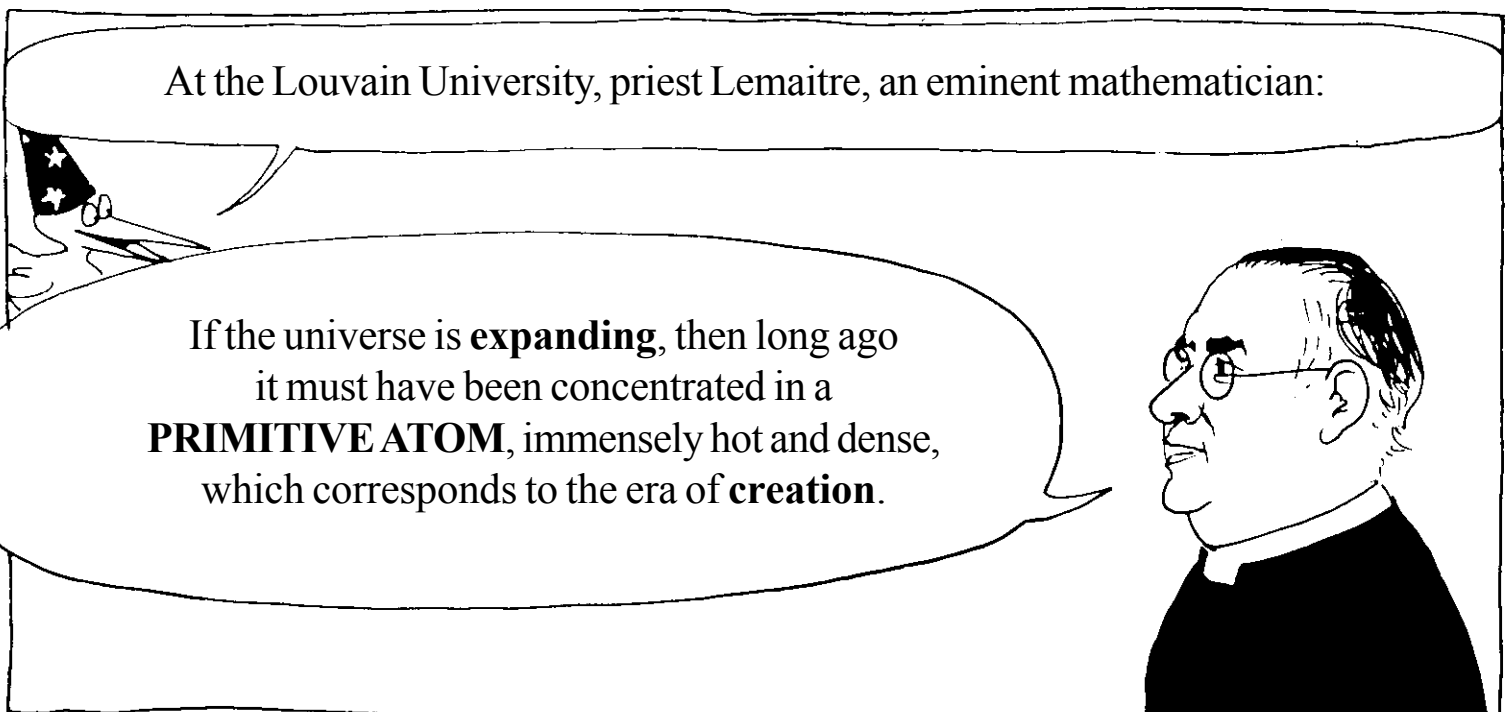 At the Louvain University, priest Lemaitre, an eminent mathematician:
If the universe is expanding, then long ago
it must have been concentrated in a
PRIMITIVE ATOM, immensely hot and dense,
which corresponds to the era of creation.